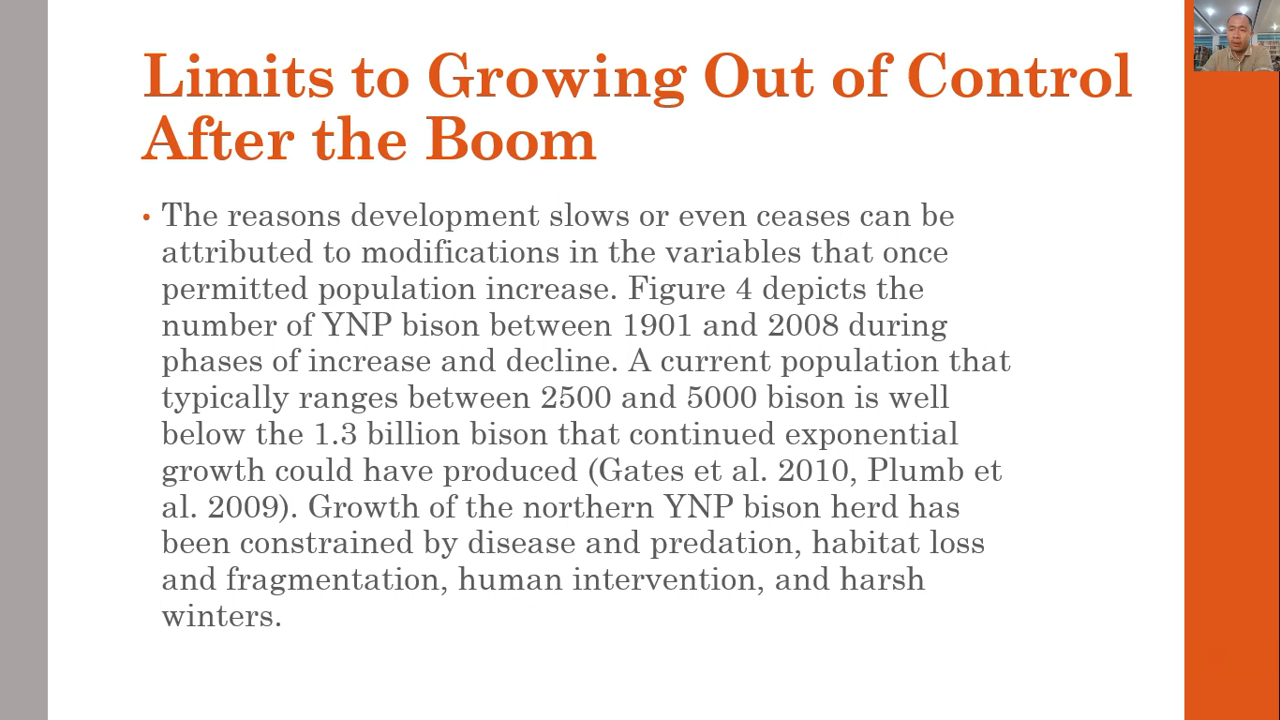 Limits to Growing Out of Control
After the Boom
• The reasons development slows or even ceases can be
attributed to modifications in the variables that once
permitted population increase. Figure 4 depicts the
number of YNP bison between 1901 and 2008 during
phases of increase and decline. A current population that
typically ranges between 2500 and 5000 bison is well
below the 1.3 billion bison that continued exponential
growth could have produced (Gates et al. 2010, Plumb et
al. 2009). Growth of the northern YNP bison herd has
been constrained by disease and predation, habitat loss
and fragmentation, human intervention, and harsh
winters.